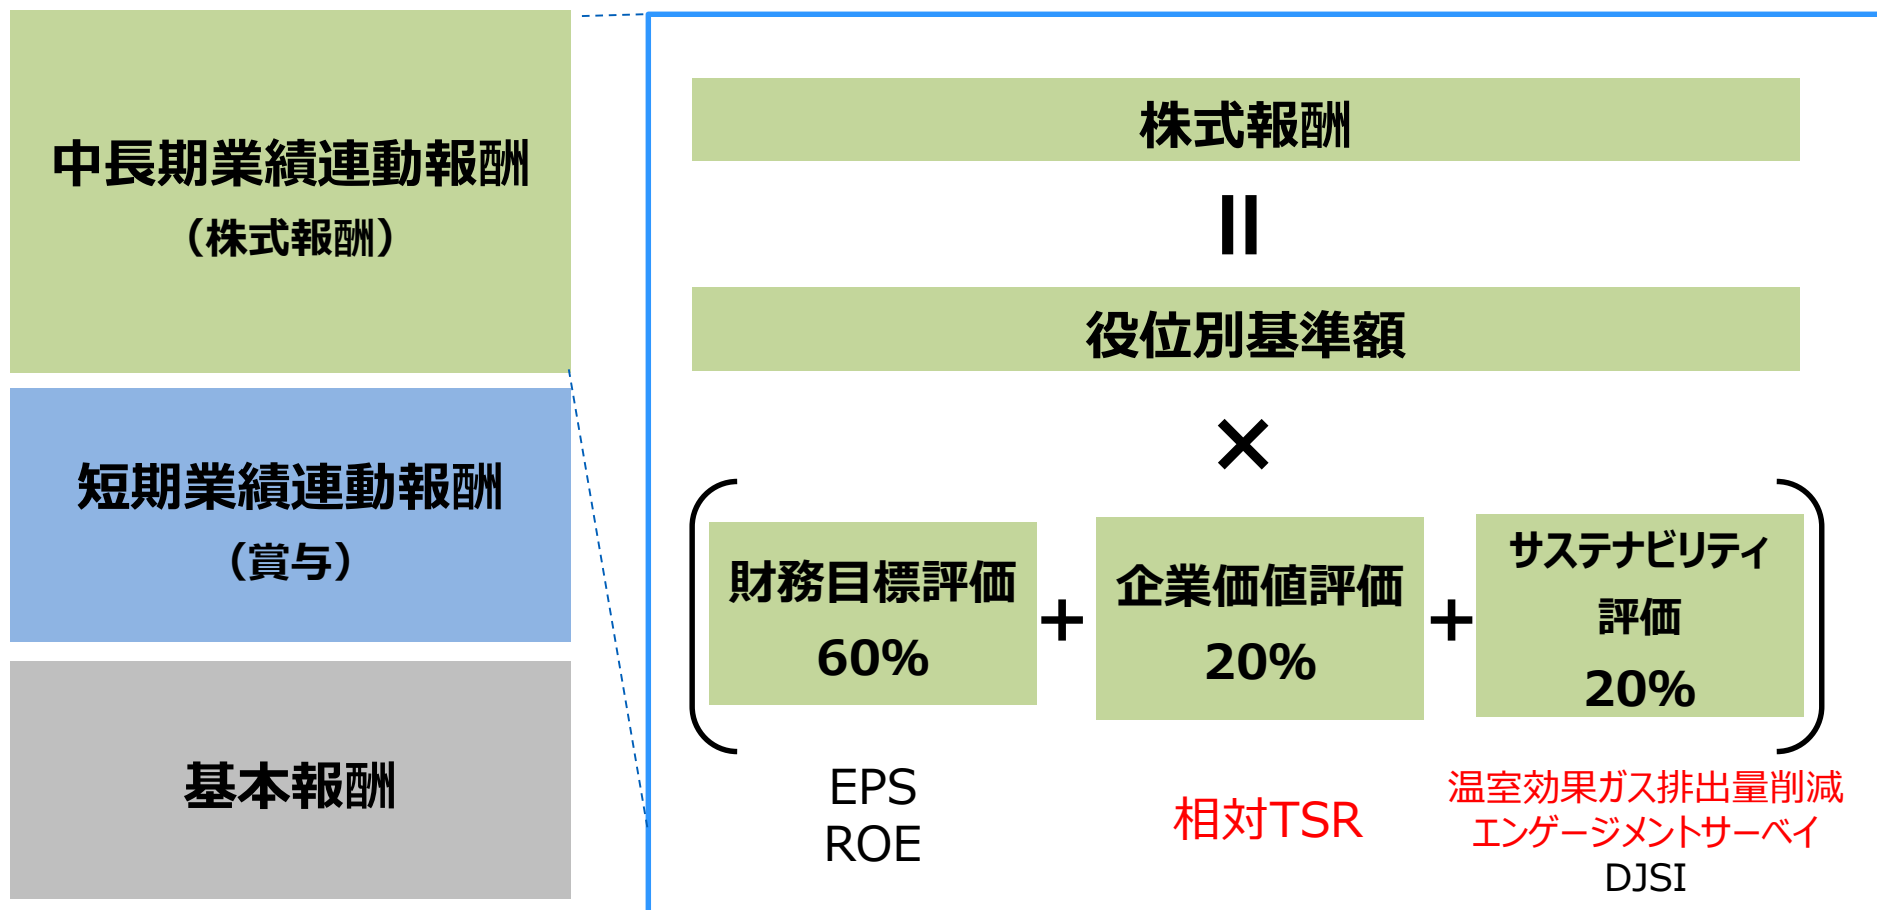 中長期業績連動報酬
（株式報酬）
短期業績連動報酬
（賞与）
基本報酬
株式報酬
=
役位別基準額
×
財務目標評価
60%
+
企業価値評価
20%
+
サステナビリティ
評価
20%
EPS
ROE
相対TSR
温室効果ガス排出量削減
エンゲージメントサーベイ
DJSI